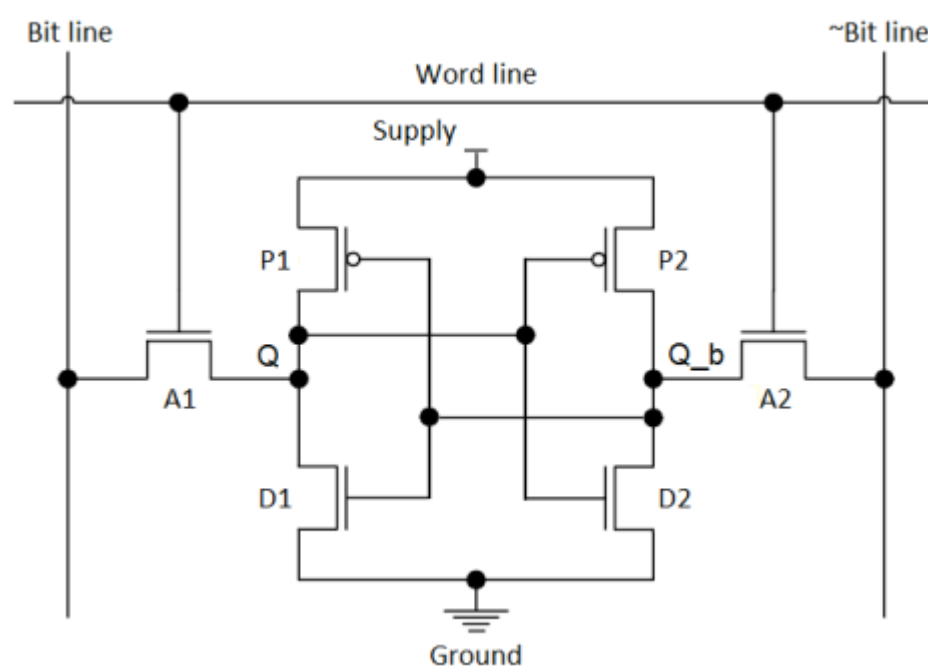 Bit line
~Bit line
Word line
Supply
P1
P2
Q
Q_b
A1
A2
D1
D2
Ground